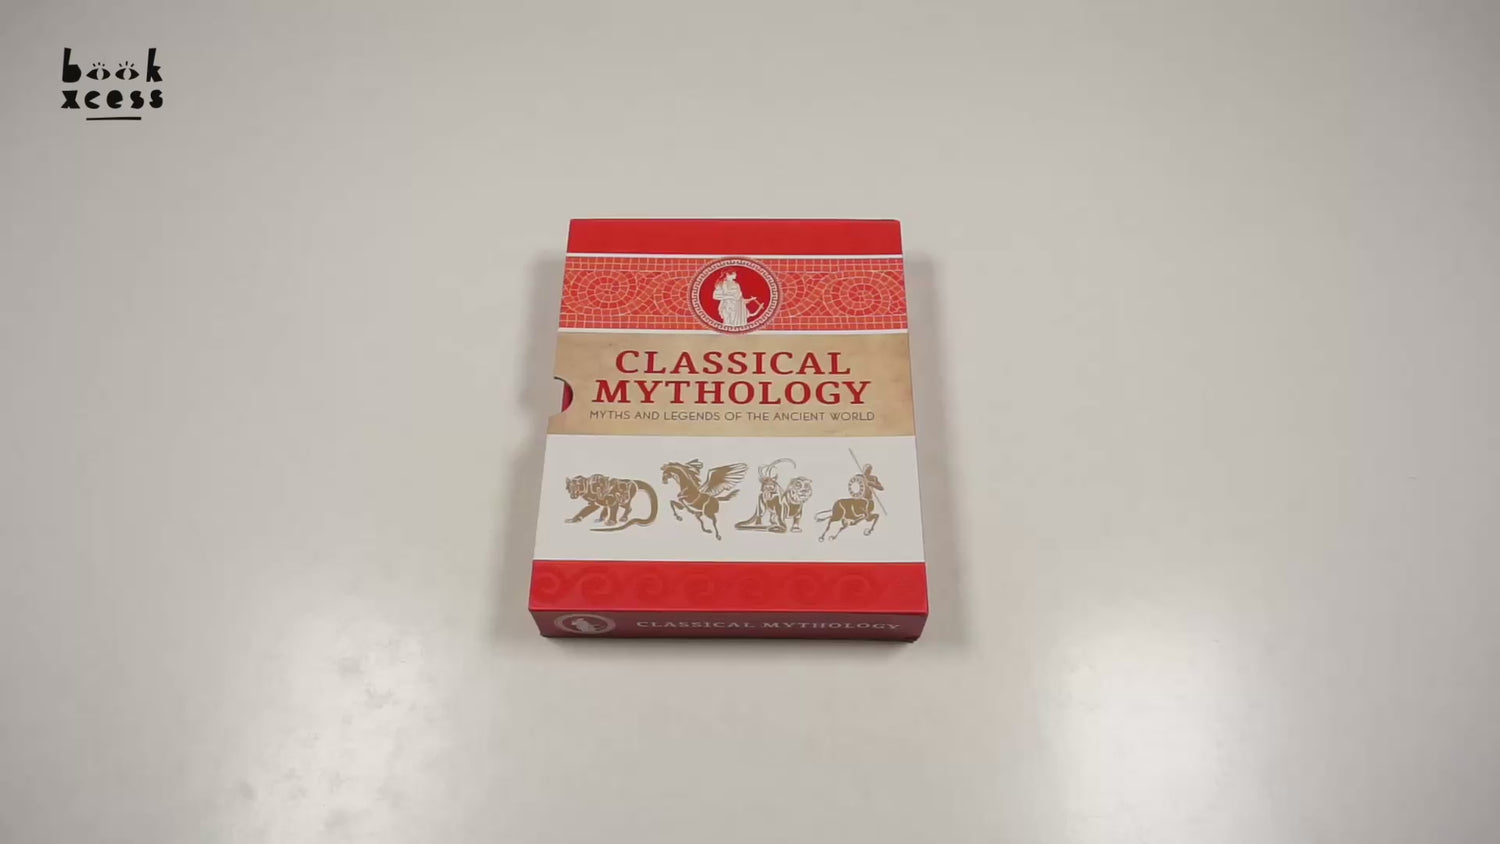 book
xcess
CLASSICAL
MYTHOLOGY
MYTHS AND LEGENDS OF THE ANCIENT WORLD
CLASSICAL MYTHOLOGY